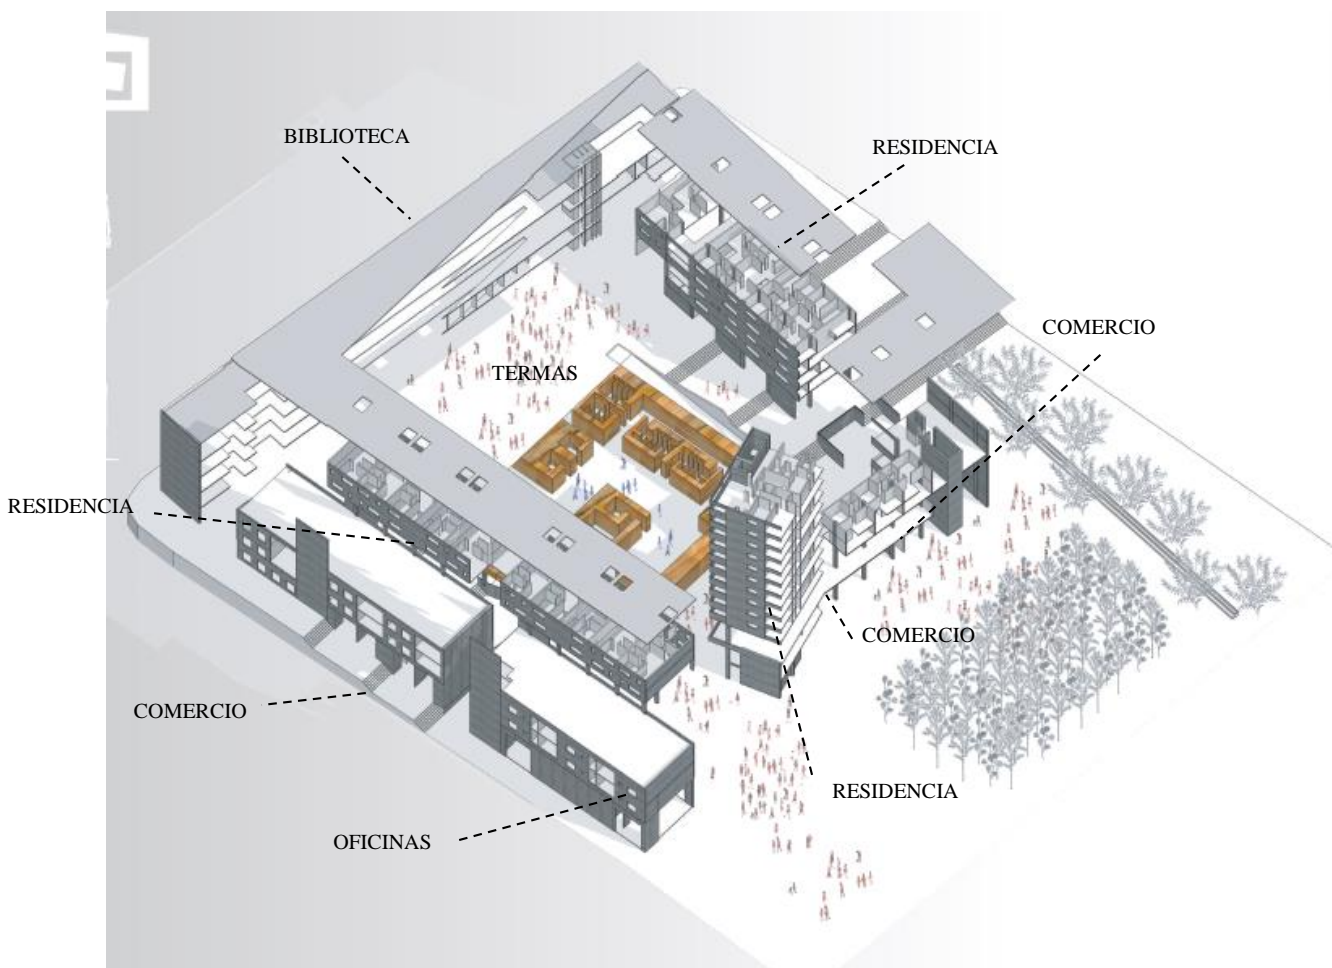 BIBLIOTECA
RESIDENCIA
COMERCIO
TERMAS
RESIDENCIA
COMERCIO
COMERCIO
RESIDENCIA
OFICINAS